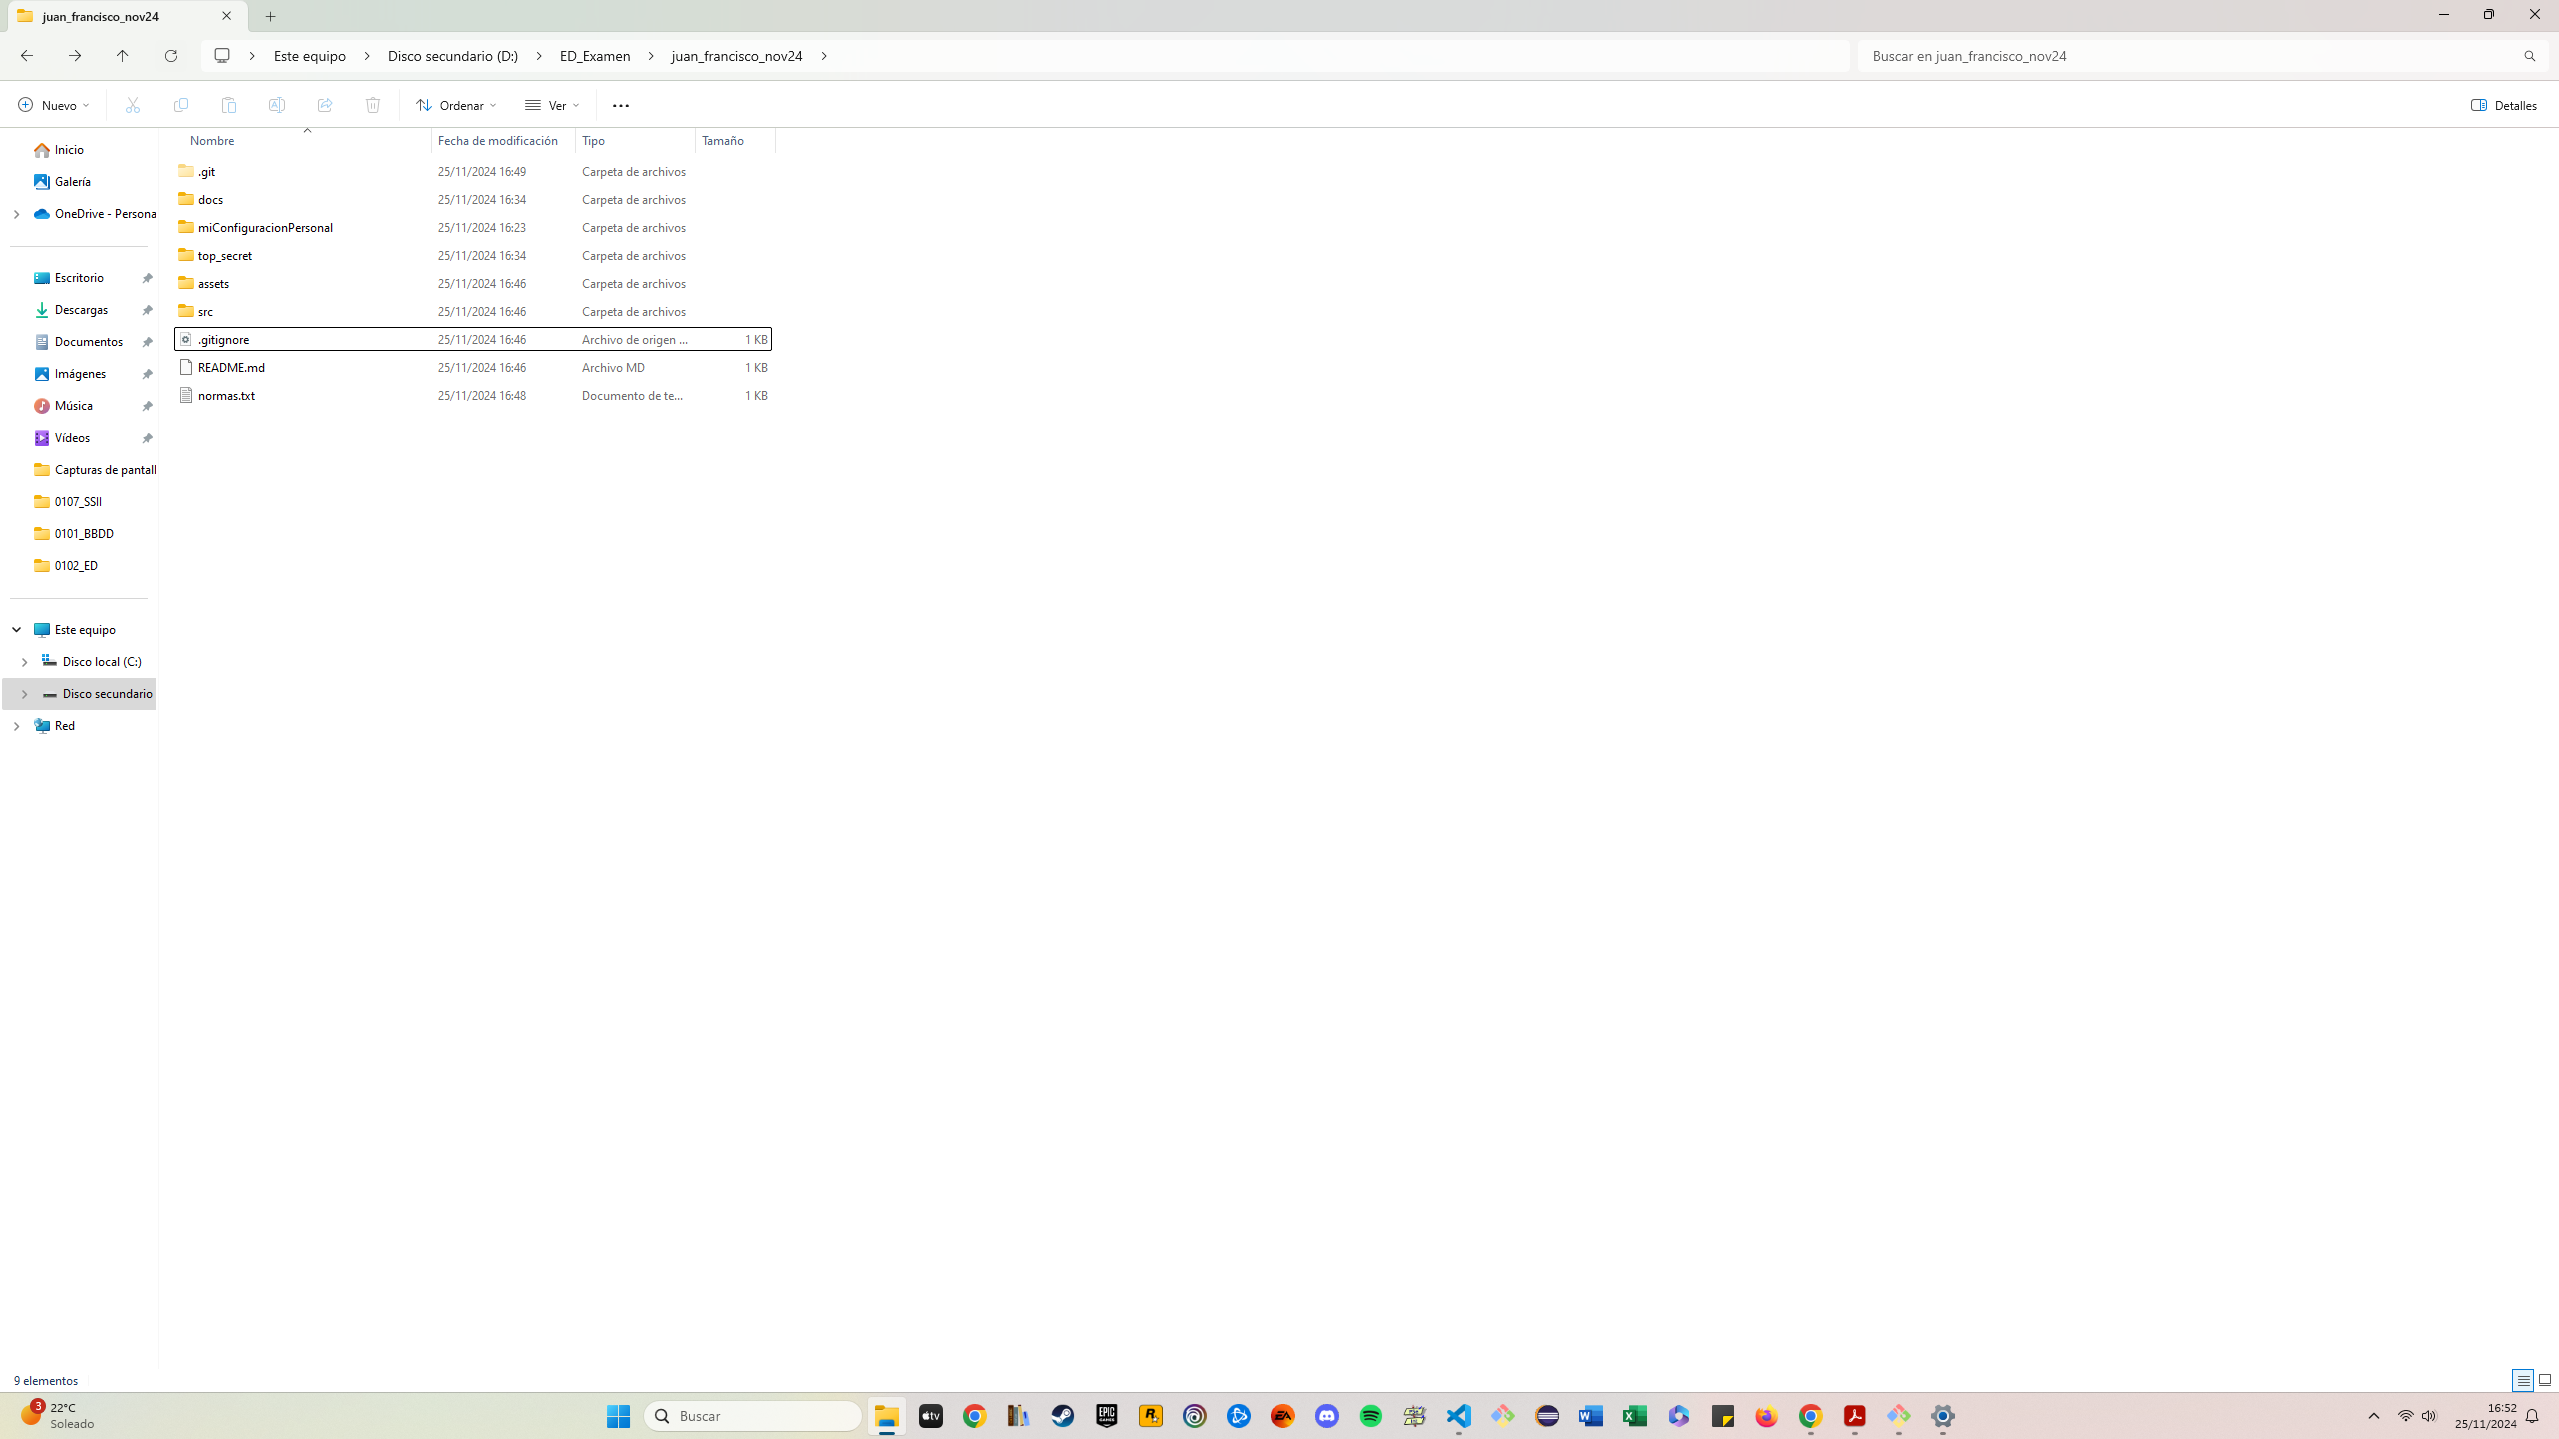 juan_francisco_nov24
Este equipo
Disco secundario (D:)
ED_Examen
juan_francisco_nov24
Buscar en juan_francisco_nov24
Nuevo
Ordenar
Ver
Detalles
Nombre Fecha de modificación Tipo Tamaño
.git 25/11/2024 16:49 Carpeta de archivos
docs 25/11/2024 16:34 Carpeta de archivos
miConfiguracionPersonal 25/11/2024 16:23 Carpeta de archivos
top_secret 25/11/2024 16:34 Carpeta de archivos
assets 25/11/2024 16:46 Carpeta de archivos
src 25/11/2024 16:46 Carpeta de archivos
.gitignore 25/11/2024 16:46 Archivo de origen ... 1 KB
README.md 25/11/2024 16:46 Archivo MD 1 KB
normas.txt 25/11/2024 16:48 Documento de te... 1 KB
Inicio
Galería
OneDrive - Persona
Escritorio
Descargas
Documentos
Imágenes
Música
Vídeos
Capturas de pantall
0107_SSII
0101_BBDD
0102_ED
Este equipo
Disco local (C:)
Disco secundario
Red
9 elementos
3
22°C
Soleado
Buscar
tv
EPIC
GAMES
R
EA
16:52
25/11/2024